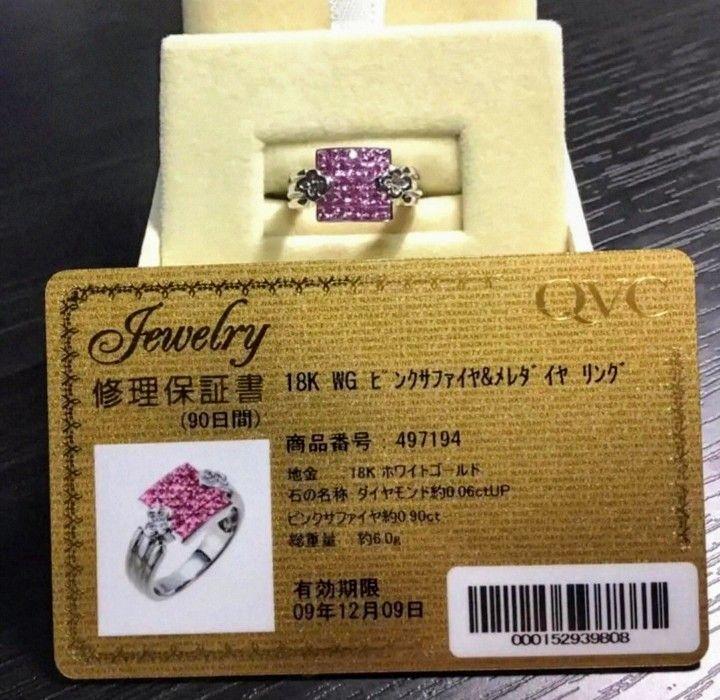 QVC
Jewelry
修理保証書
(90日間)
18K WG ピンクサファイヤ&メレダイヤ リング
商品番号 : 497194
地金 : 18K ホワイトゴールド
石の名称 ダイヤモンド約0.06ctUP
ピンクサファイヤ約0.90ct
総重量 約6.0g
有効期限
09年12月09日
000152939808